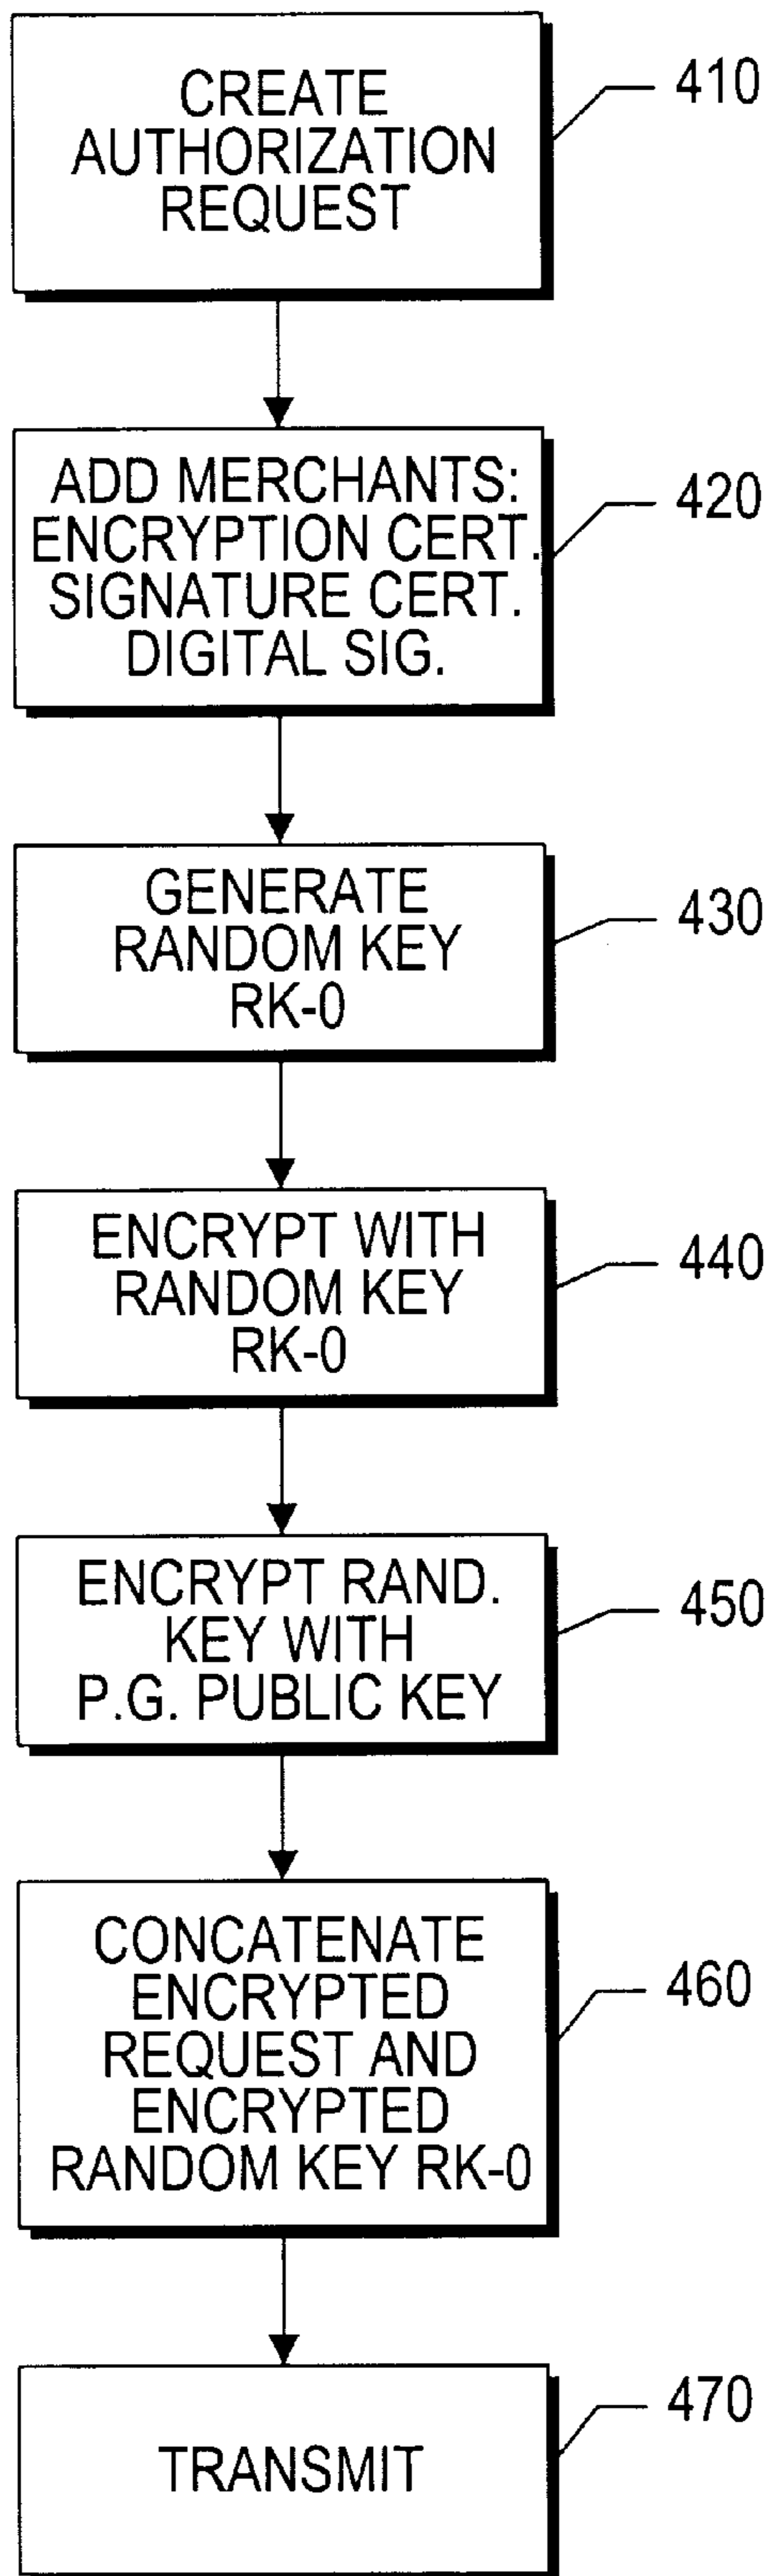 CREATE
AUTHORIZATION
REQUEST
410
ADD MERCHANTS:
ENCRYPTION CERT.
SIGNATURE CERT.
DIGITAL SIG.
420
GENERATE
RANDOM KEY
RK-0
430
ENCRYPT WITH
RANDOM KEY
RK-0
440
ENCRYPT RAND.
KEY WITH
P.G. PUBLIC KEY
450
CONCATENATE
ENCRYPTED
REQUEST AND
ENCRYPTED
RANDOM KEY RK-0
460
TRANSMIT
470